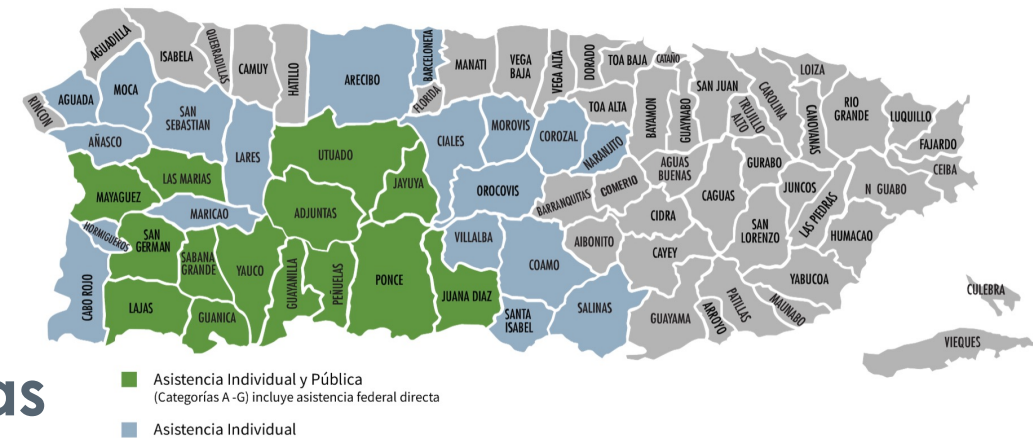 AGUADILLA
ISABELA
QUEBRADILLAS
CAMUY
HATILLO
ARECIBO
BARCELONETA
FLORIDA
MANATI
VEGA
BAJA
VEGA ALTA
DORADO
TOA BAJA
CATAÑO
TOA ALTA
BAYAMON
GUAYNABO
SAN JUAN
TRUJILLO
ALTO
CAROLINA
LOIZA
CANOVANAS
RIO
GRANDE
LUQUILLO
FAJARDO
CEIBA
RINCON
AGUADA
MOCA
SAN
SEBASTIAN
AÑASCO
LARES
UTUADO
CIALES
MOROVIS
COROZAL
NARANJITO
MAYAGUEZ
LAS MARIAS
MARICAO
ADJUNTAS
JAYUYA
OROCOVIS
BARRANQUITAS
COMERIO
AGUAS
BUENAS
CAGUAS
GURABO
JUNCOS
LAS PIEDRAS
N GUABO
HUMACAO
HORMIGUEROS
SAN
GERMAN
SABANA
GRANDE
YAUCO
GUAYANILLA
PEÑUELAS
PONCE
VILLALBA
COAMO
AIBONITO
CIDRA
CAYEY
SAN
LORENZO
YABUCOA
CABO ROJO
LAJAS
GUANICA
JUANA DIAZ
SANTA
ISABEL
SALINAS
GUAYAMA
ARROYO
PATILLAS
MAUNABO
CULEBRA
VIEQUES
as
Asistencia Individual y Pública
(Categorías A -G) incluye asistencia federal directa
Asistencia Individual